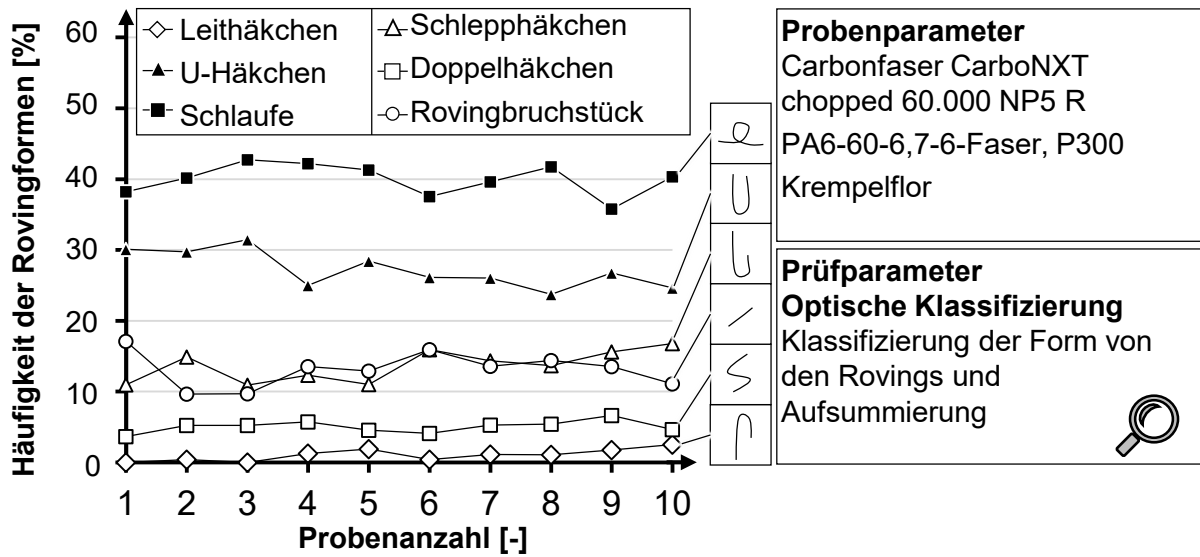 Häufigkeit der Rovingformen [%]
60
50
40
30
20
10
0
Leithäkchen
U-Häkchen
Schlaufe
Schlepphäkchen
Doppelhäkchen
Rovingbruchstück
1 2 3 4 5 6 7 8 9 10
Probenanzahl [-]
Probenparameter
Carbonfaser CarboNXT
chopped 60.000 NP5 R
PA6-60-6,7-6-Faser, P300
Krempelflor
Prüfparameter
Optische Klassifizierung
Klassifizierung der Form von
den Rovings und
Aufsummierung